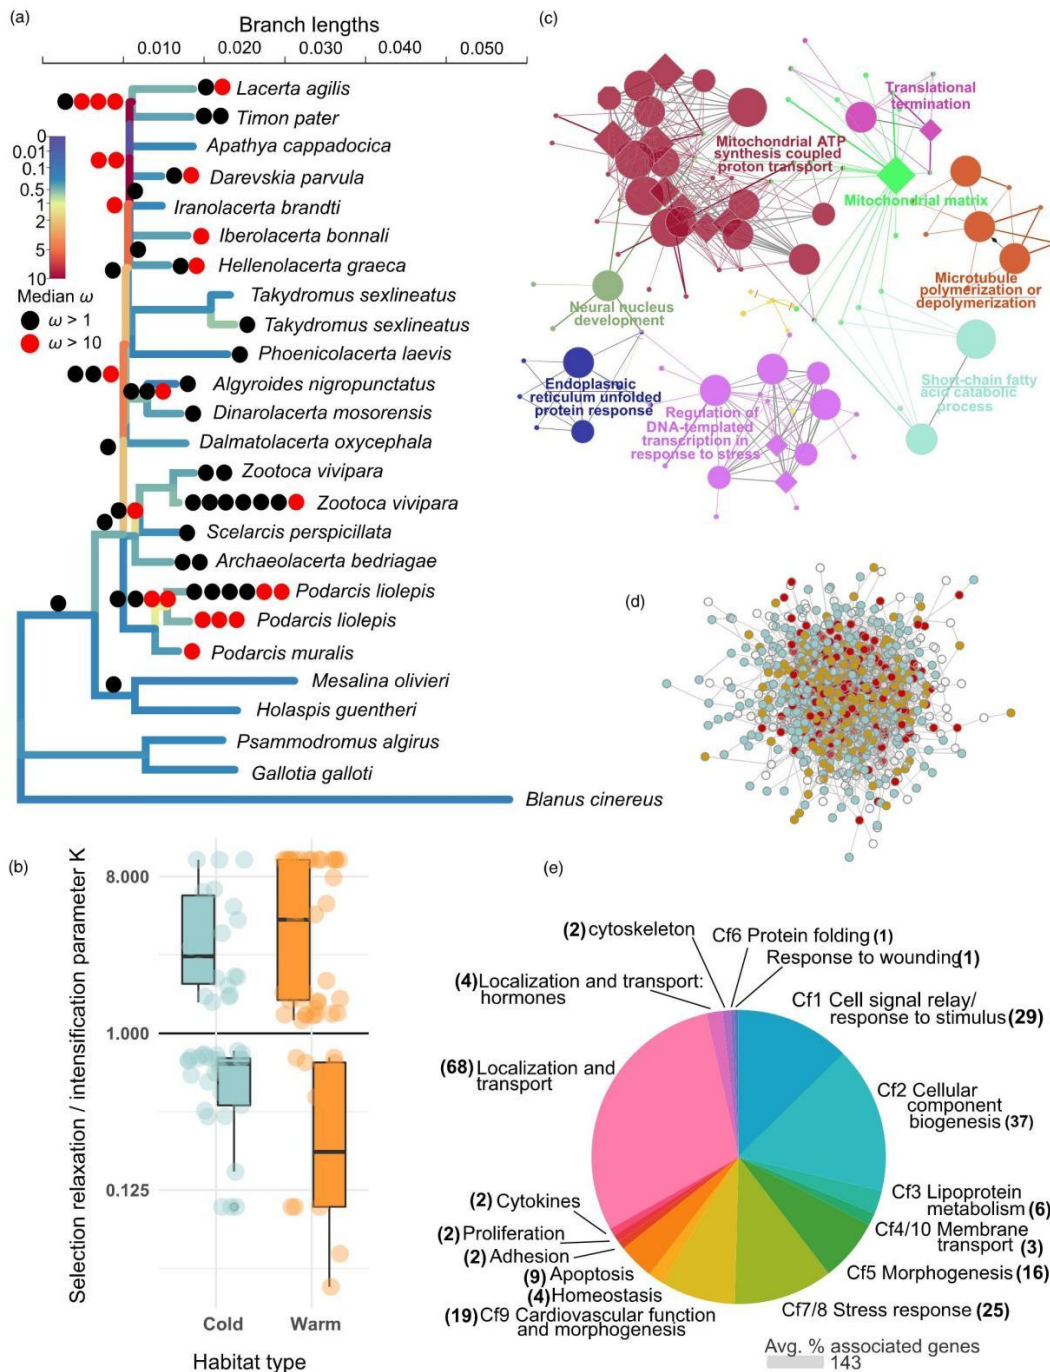 (a)
Branch lengths
0.010
0.020
0.030
0.040
0.050
Lacerta agilis
Timon pater
Apathya cappadocica
Darevskia parvula
Iranolacerta brandti
Iberolacerta bonnali
Hellenolacerta graeca
Takydromus sexlineatus
Takydromus sexlineatus
Phoenicolacerta laevis
Algyroides nigropunctatus
Dinarolacerta mosorensis
Dalmatolacerta oxycephala
Zootoca vivipara
Zootoca vivipara
Scelarcis perspicillata
Archaeolacerta bedriagae
Podarcis liolepis
Podarcis liolepis
Podarcis muralis
Mesalina olivieri
Holaspis guentheri
Psammodromus algirus
Gallotia galloti
Blanus cinereus
0
0.01
0.1
0.5
1
2
5
10
Median ω
ω > 1
ω > 10
(b)
Selection relaxation / intensification parameter K
8.000
1.000
0.125
Cold
Warm
Habitat type
(c)
Translational
termination
Mitochondrial ATP
synthesis coupled
proton transport
Mitochondrial matrix
Microtubule
polymerization or
depolymerization
Neural nucleus
development
Endoplasmic
reticulum unfolded
protein response
Regulation of
DNA-templated
transcription in
response to stress
Short-chain fatty
acid catabolic
process
(d)
(e)
(2) cytoskeleton
Cf6 Protein folding (1)
Response to wounding (1)
(4) Localization and transport:
hormones
Cf1 Cell signal relay/
response to stimulus (29)
(68) Localization and
transport
Cf2 Cellular
component
biogenesis (37)
Cf3 Lipoprotein
metabolism (6)
(2) Cytokines
Cf4/10 Membrane
transport (3)
(2) Proliferation
(2) Adhesion
Cf5 Morphogenesis (16)
(9) Apoptosis
(4) Homeostasis
(19) Cf9 Cardiovascular function
and morphogenesis
Cf7/8 Stress response (25)
Avg. % associated genes
143